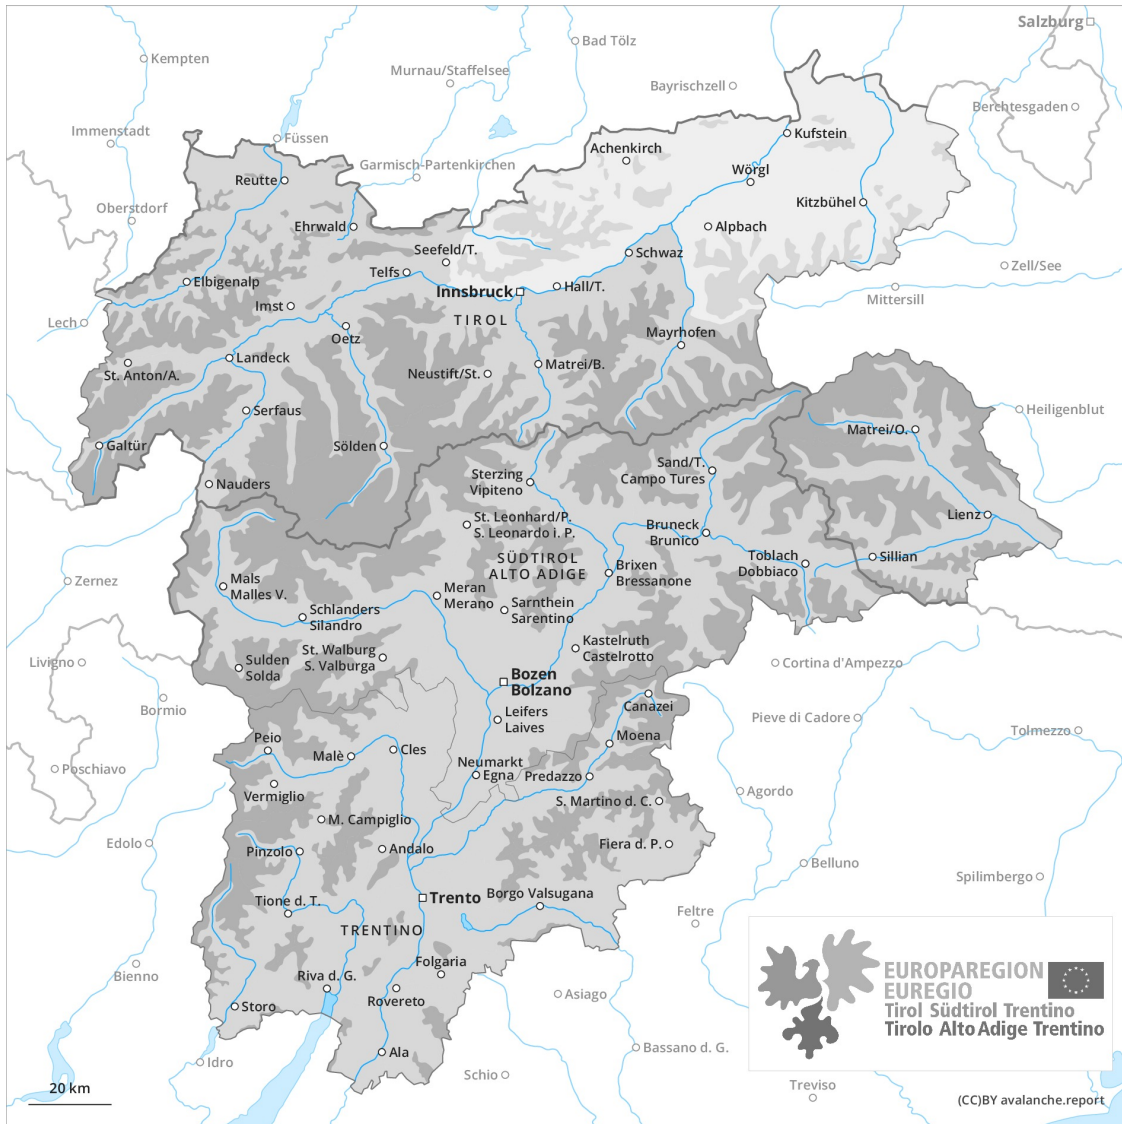 Salzburg
Bad Tölz
Kempten
Murnau/Staffelsee
Bayrischzell
Berchtesgaden
Immenstadt
Füssen
Kufstein
Achenkirch
Garmisch-Partenkirchen
Wörgl
Reutte
Kitzbühel
Oberstdorf
Ehrwald
Alpbach
Seefeld/T.
Schwaz
Zell/See
Telfs
Elbigenalp
Innsbruck
Hall/T.
Mittersill
Imst
TIROL
Lech
Oetz
Mayrhofen
Landeck
Matrei/B.
St. Anton/A.
Neustift/St.
Serfaus
Heiligenblut
Galtür
Sölden
Matrei/O.
Sterzing
Vipiteno
Sand/T.
Campo Tures
Nauders
St. Leonhard/P.
S. Leonardo i. P.
Bruneck
Brunico
Lienz
SÜDTIROL
ALTO ADIGE
Toblach
Dobbiaco
Sillian
Brixen
Bressanone
Zernez
Mals
Malles V.
Meran
Merano
Sarnthein
Sarentino
Schlanders
Silandro
Kastelruth
Castelrotto
St. Walburg
S. Valburga
Livigno
Sulden
Solda
Cortina d'Ampezzo
Bozen
Bolzano
Bormio
Canazei
Leifers
Laives
Pieve di Cadore
Tolmezzo
Peio
Moena
Malè
Cles
Neumarkt
Egna
Predazzo
Poschiavo
Vermiglio
Agordo
S. Martino d. C.
M. Campiglio
Edolo
Pinzolo
Andalo
Fiera d. P.
Belluno
Spilimbergo
Tione d. T.
Trento
Borgo Valsugana
Feltre
TRENTINO
Folgaria
Bienno
Riva d. G.
Rovereto
Asiago
Storo
EUROPAREGION
EUREGIO
Tirol Südtirol Trentino
Tirolo Alto Adige Trentino
Ala
Idro
Bassano d. G.
Schio
Treviso
20 km
(CC)BY avalanche.report